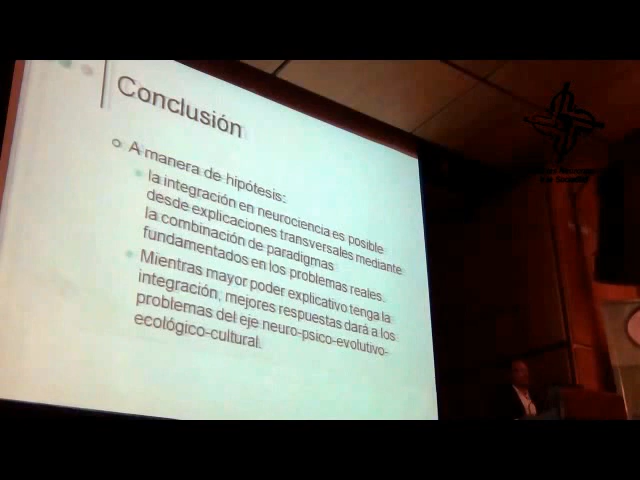 Conclusión
A manera de hipótesis:
la integración en neurociencia es posible
desde explicaciones transversales mediante
la combinación de paradigmas
fundamentados en los problemas reales.
Mientras mayor poder explicativo tenga la
integración, mejores respuestas dará a los
problemas del eje neuro-psico-evolutivo-
ecológico-cultural.